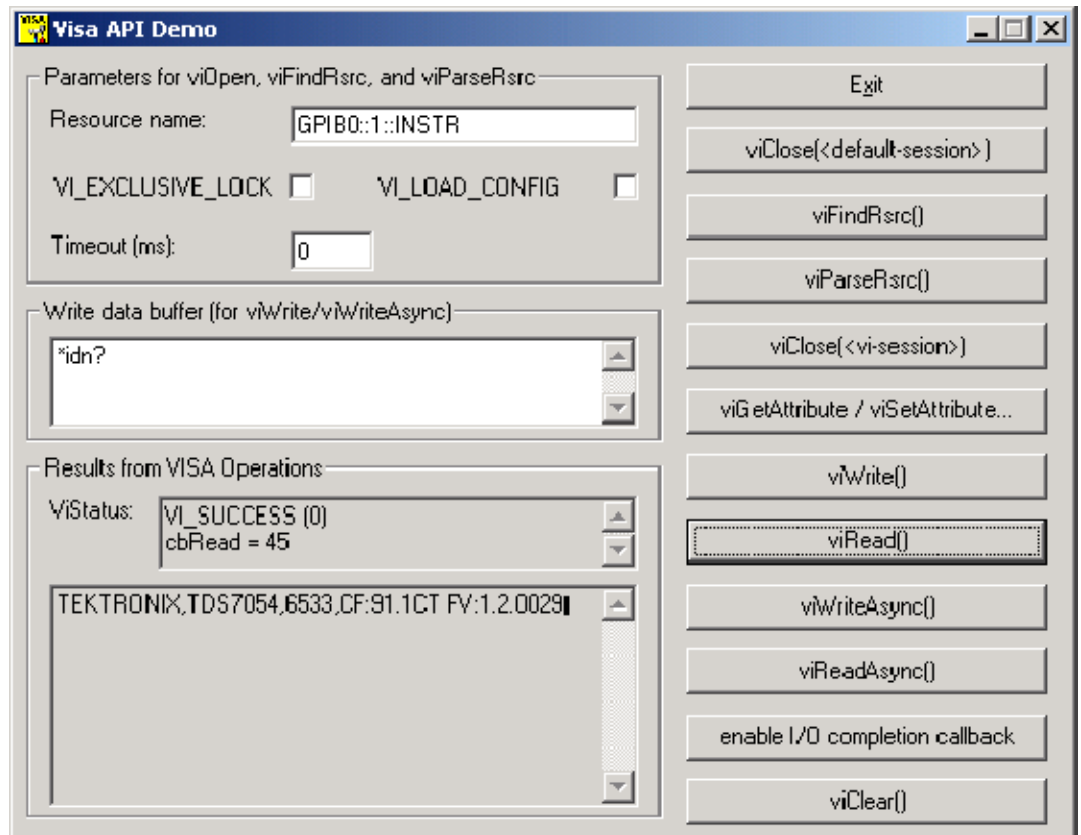 Visa API Demo
Parameters for viOpen, viFindRsrc, and viParseRsrc
Resource name: GPIB0::1::INSTR
VI_EXCLUSIVE_LOCK VI_LOAD_CONFIG
Timeout (ms): 0
Write data buffer (for viWrite/viWriteAsync)
*idn?
Results from VISA Operations
ViStatus: VI_SUCCESS (0)
cbRead = 45
TEKTRONIX,TDS7054,6533,CF:91.1CT FV:1.2.0029
Exit
viClose(<default-session>)
viFindRsrc()
viParseRsrc()
viClose(<vi-session>)
viGetAttribute / viSetAttribute...
viWrite()
viRead()
viWriteAsync()
viReadAsync()
enable I/O completion callback
viClear()